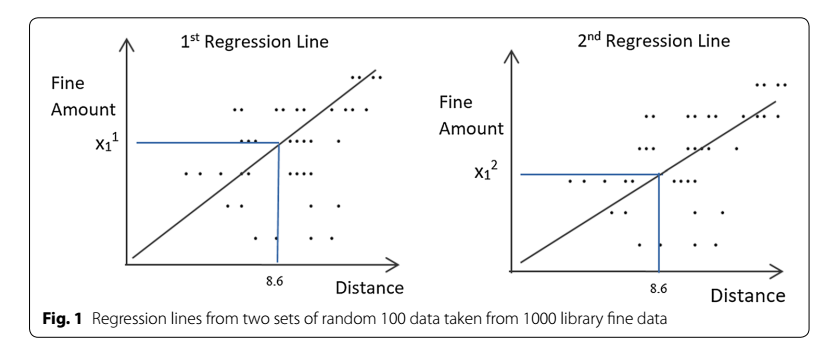 1st Regression Line
Fine
Amount
X₁¹
8.6
Distance
2nd Regression Line
Fine
Amount
X₁²
8.6
Distance
Fig. 1 Regression lines from two sets of random 100 data taken from 1000 library fine data